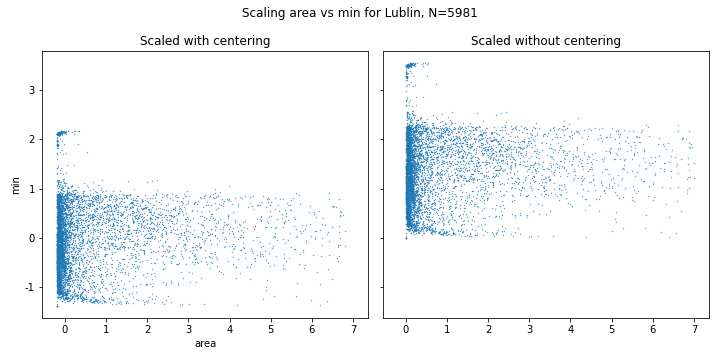 Scaling area vs min for Lublin, N=5981
Scaled with centering
Scaled without centering
3
2
1
0
-1
min
0 1 2 3 4 5 6 7
0 1 2 3 4 5 6 7
area